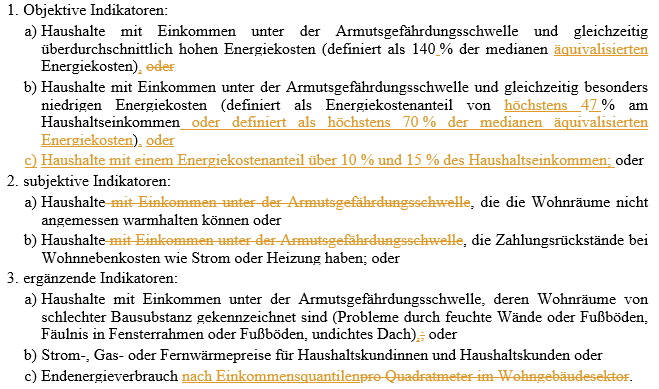 1. Objektive Indikatoren:
a) Haushalte mit Einkommen unter der Armutsgefährdungsschwelle und gleichzeitig
überdurchschnittlich hohen Energiekosten (definiert als 140 % der medianen äquivalisierten
Energiekosten), oder
b) Haushalte mit Einkommen unter der Armutsgefährdungsschwelle und gleichzeitig besonders
niedrigen Energiekosten (definiert als Energiekostenanteil von höchstens 47 % am
Haushaltseinkommen oder definiert als höchstens 70 % der medianen äquivalisierten
Energiekosten), oder
c) Haushalte mit einem Energiekostenanteil über 10 % und 15 % des Haushaltseinkommen; oder
2. subjektive Indikatoren:
a) Haushalte mit Einkommen unter der Armutsgefährdungsschwelle, die die Wohnräume nicht
angemessen warmhalten können oder
b) Haushalte mit Einkommen unter der Armutsgefährdungsschwelle, die Zahlungsrückstände bei
Wohnnebenkosten wie Strom oder Heizung haben; oder
3. ergänzende Indikatoren:
a) Haushalte mit Einkommen unter der Armutsgefährdungsschwelle, deren Wohnräume von
schlechter Bausubstanz gekennzeichnet sind (Probleme durch feuchte Wände oder Fußböden,
Fäulnis in Fensterrahmen oder Fußböden, undichtes Dach),; oder
b) Strom-, Gas- oder Fernwärmepreise für Haushaltskundinnen und Haushaltskunden oder
c) Endenergieverbrauch nach Einkommensquantilenpro Quadratmeter im Wohngebäudesektor.